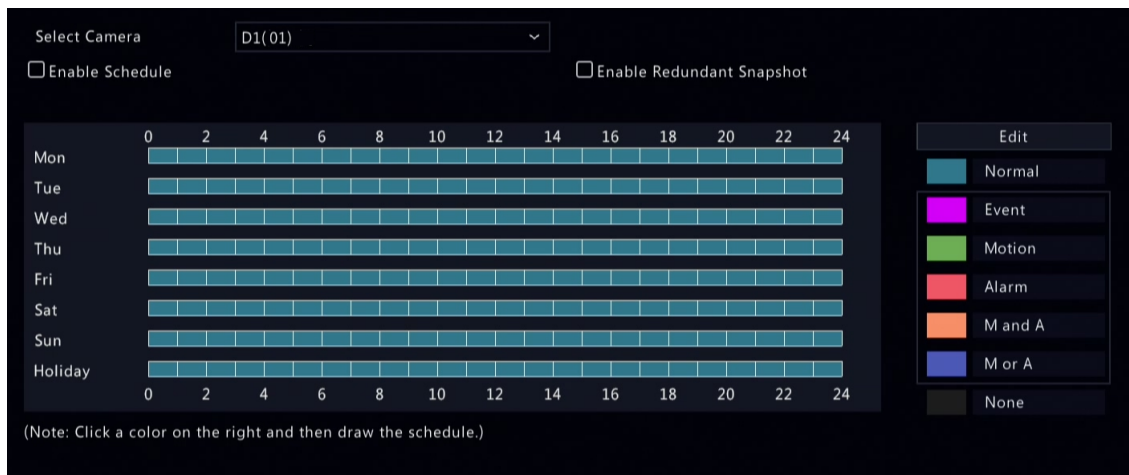 Select Camera D1(01)
Enable Schedule Enable Redundant Snapshot
0 2 4 6 8 10 12 14 16 18 20 22 24
Mon
Tue
Wed
Thu
Fri
Sat
Sun
Holiday
0 2 4 6 8 10 12 14 16 18 20 22 24
Edit
Normal
Event
Motion
Alarm
M and A
M or A
None
(Note: Click a color on the right and then draw the schedule.)